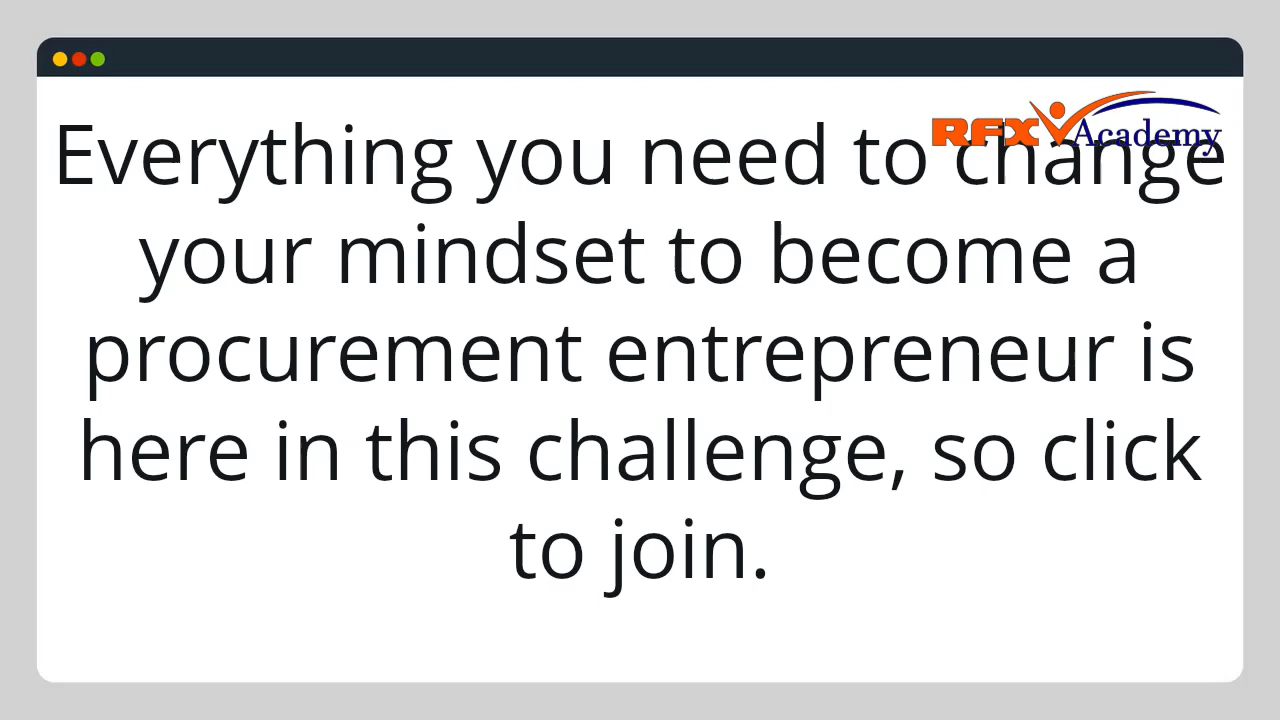 RFX Academy
Everything you need to change
your mindset to become a
procurement entrepreneur is
here in this challenge, so click
to join.